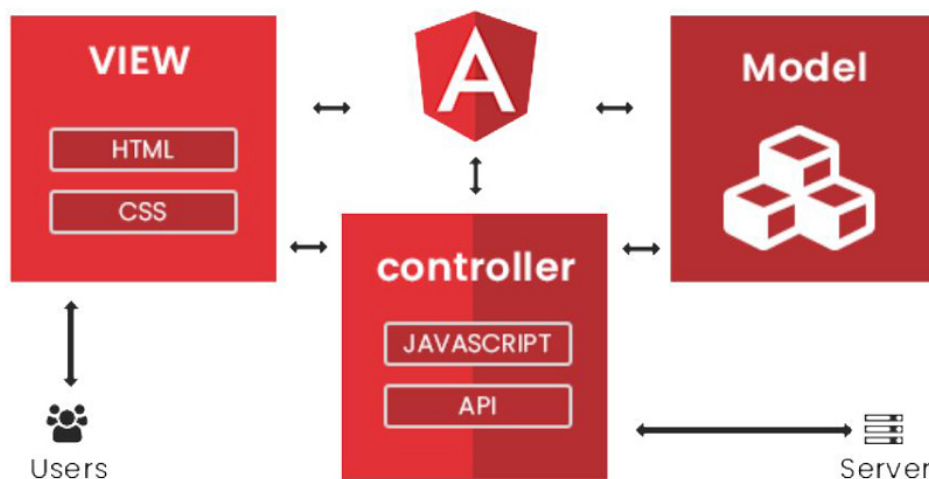 VIEW
HTML
CSS
A
Model
controller
JAVASCRIPT
API
Users
Server